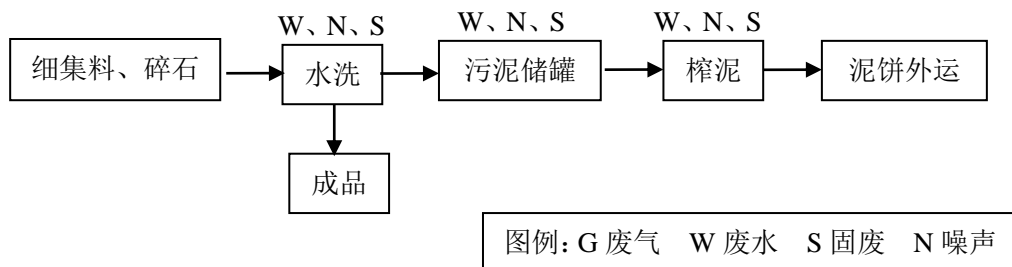 W、N、S
W、N、S
W、N、S
细集料、碎石
水洗
污泥储罐
榨泥
泥饼外运
成品
图例：G 废气 W 废水 S 固废 N 噪声